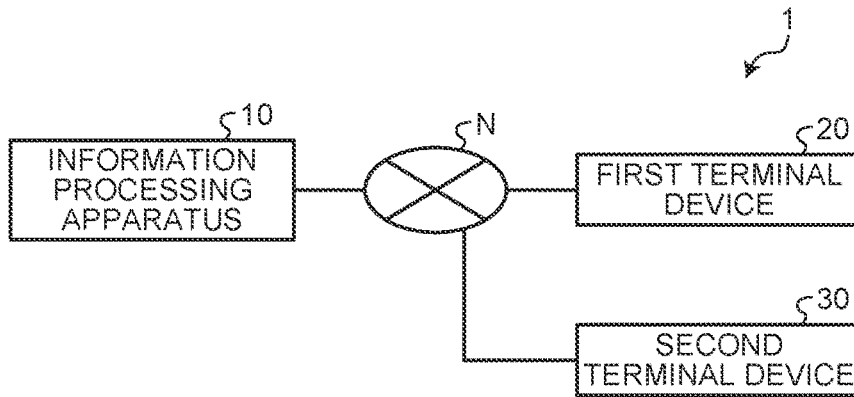 1
10
INFORMATION
PROCESSING
APPARATUS
N
20
FIRST TERMINAL
DEVICE
30
SECOND
TERMINAL DEVICE